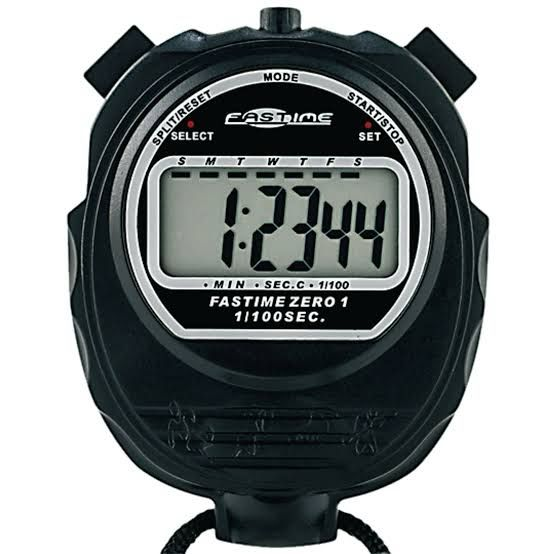 MODE
SPLIT/RESET
START/STOP
FASTIME
SELECT
SET
S M T W T F S
1:2344
• MIN • SEC.C • 1/100
FASTIME ZERO 1
1/100SEC.